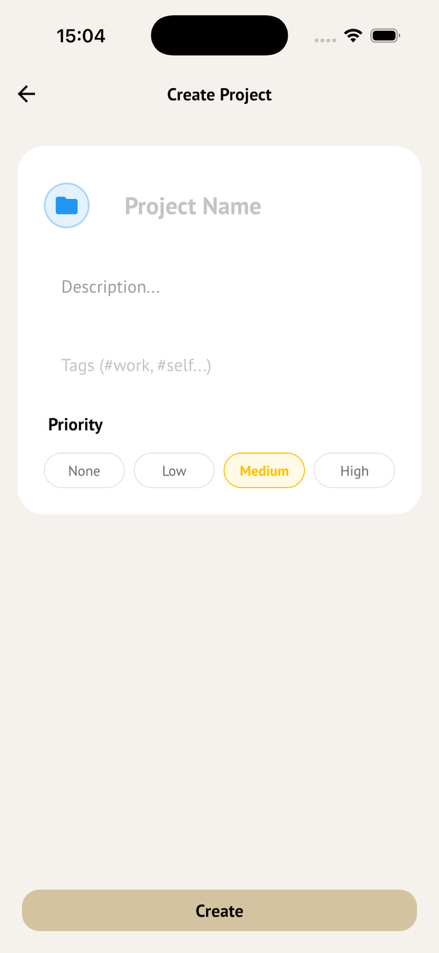 15:04
Create Project
Project Name
Description...
Tags (#work, #self...)
Priority
None Low Medium High
Create